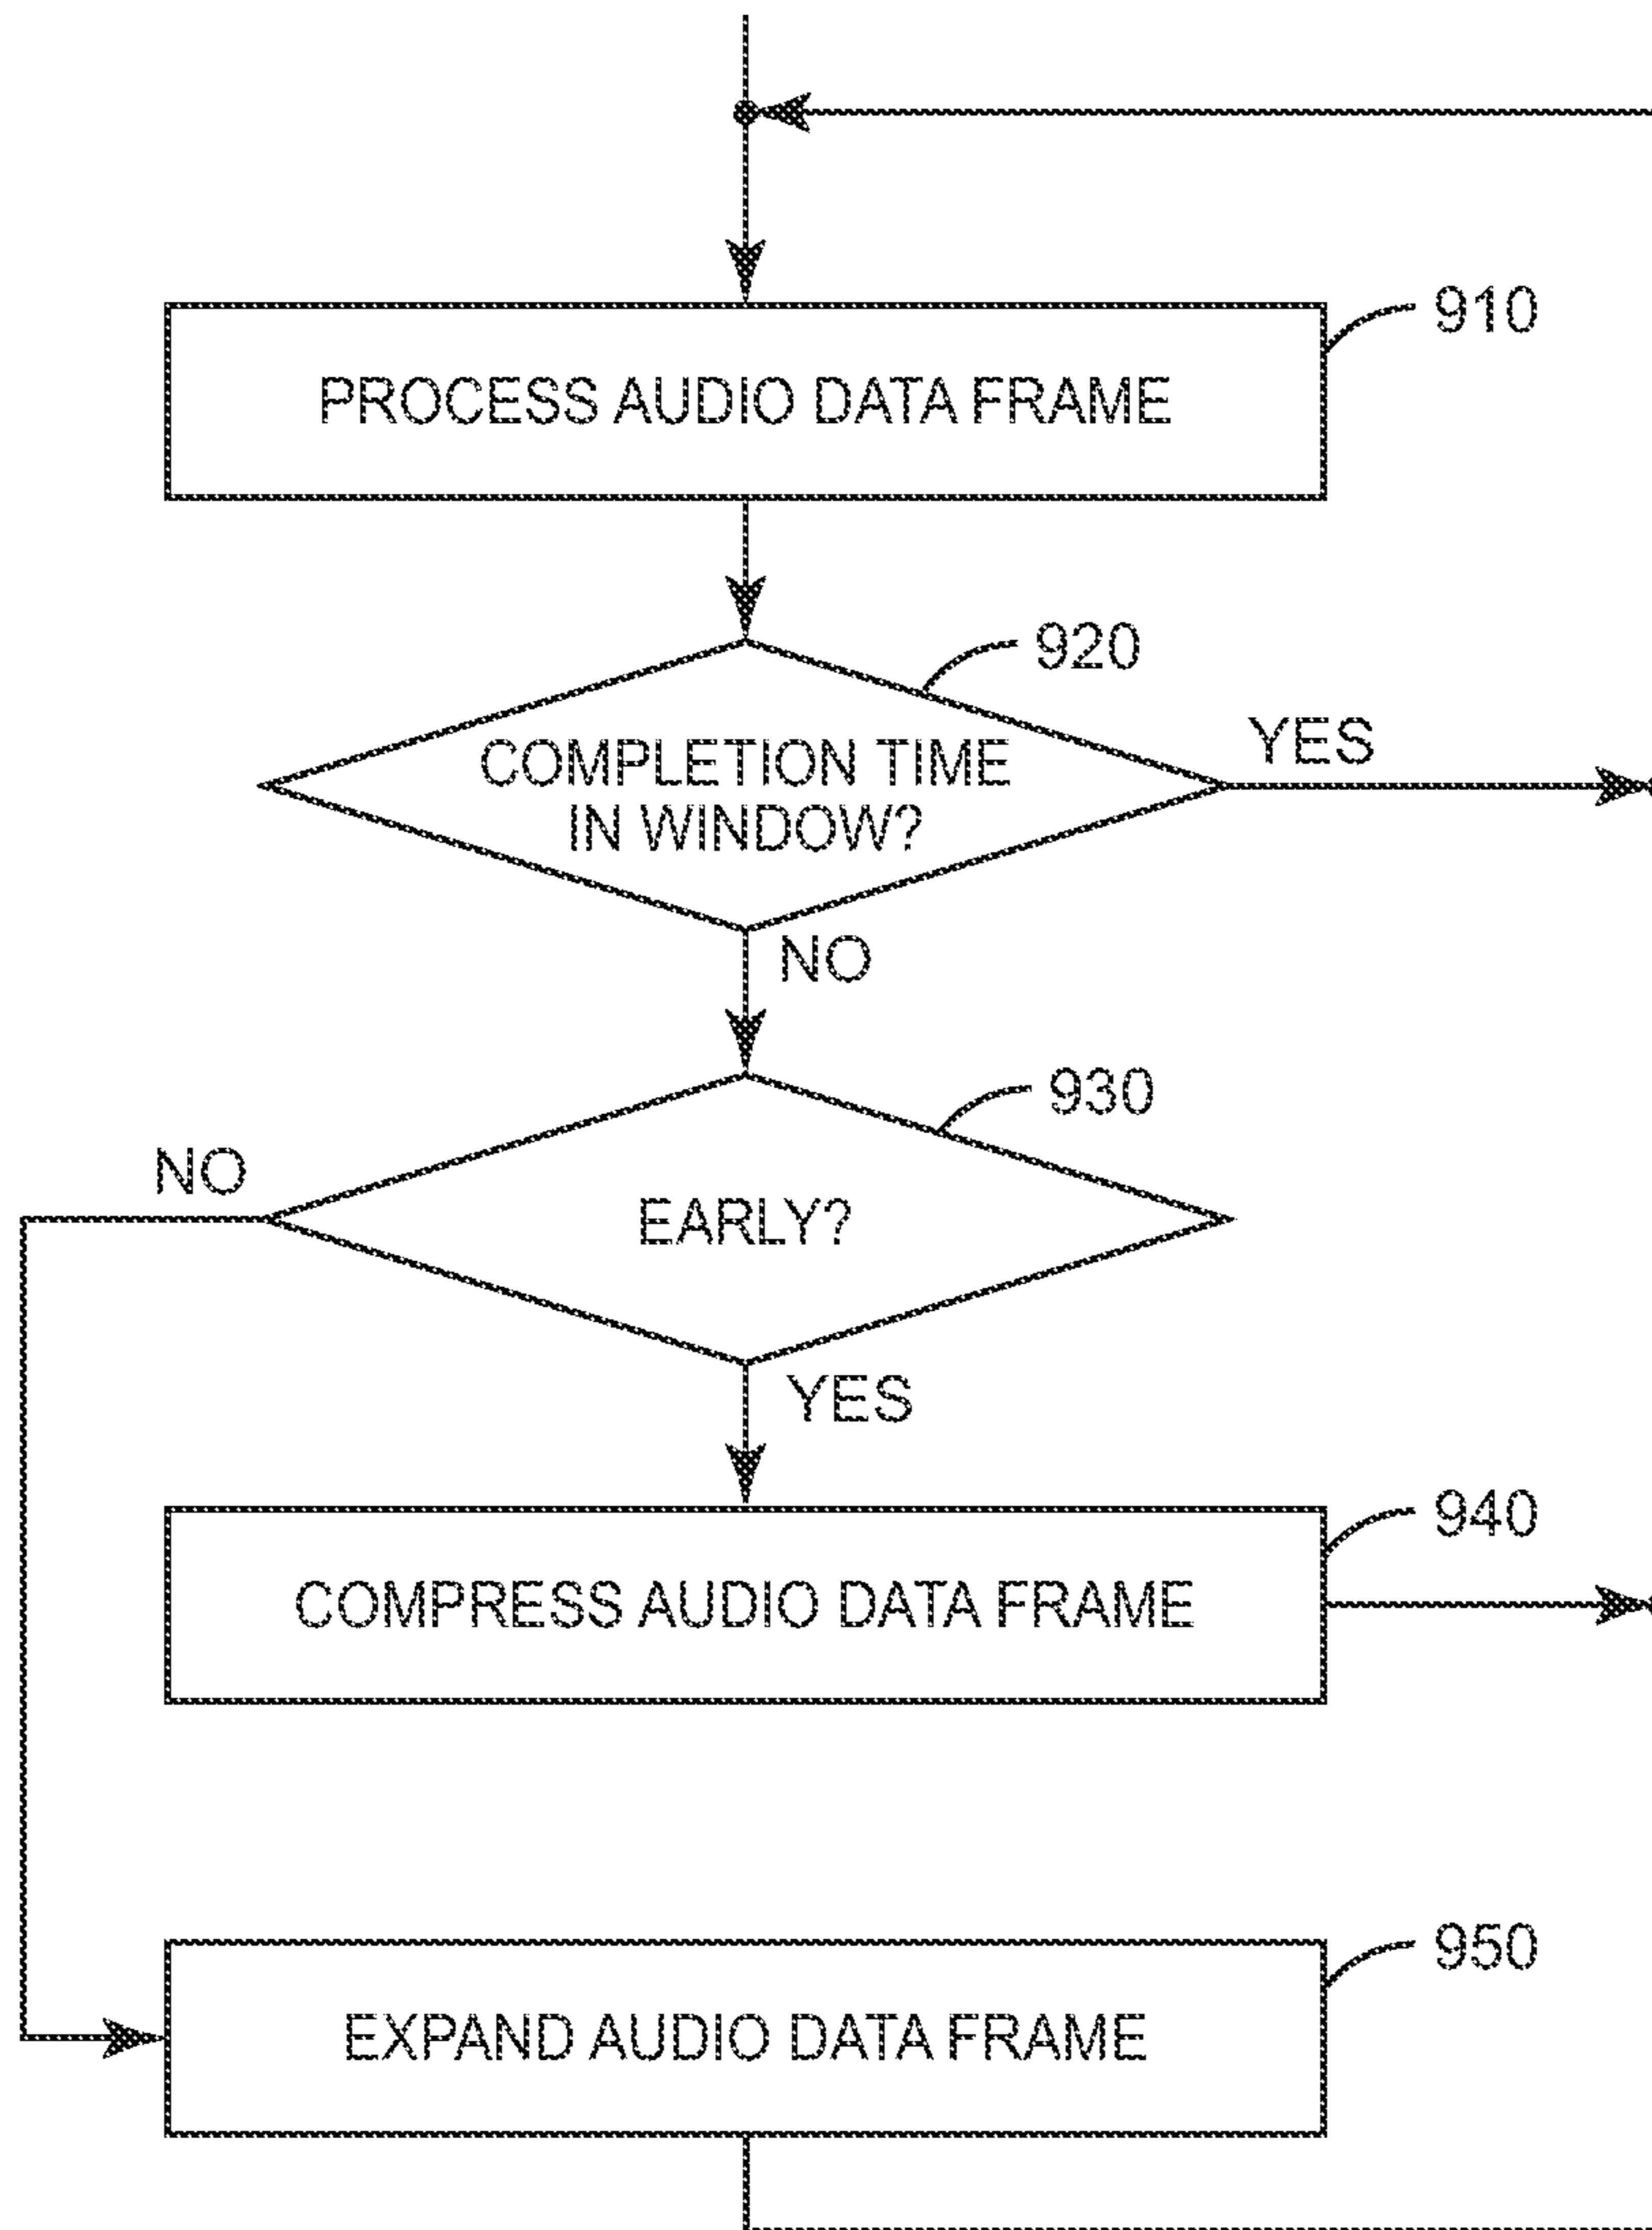 910
PROCESS AUDIO DATA FRAME
920
YES
COMPLETION TIME
IN WINDOW?
NO
930
NO
EARLY?
YES
940
COMPRESS AUDIO DATA FRAME
950
EXPAND AUDIO DATA FRAME